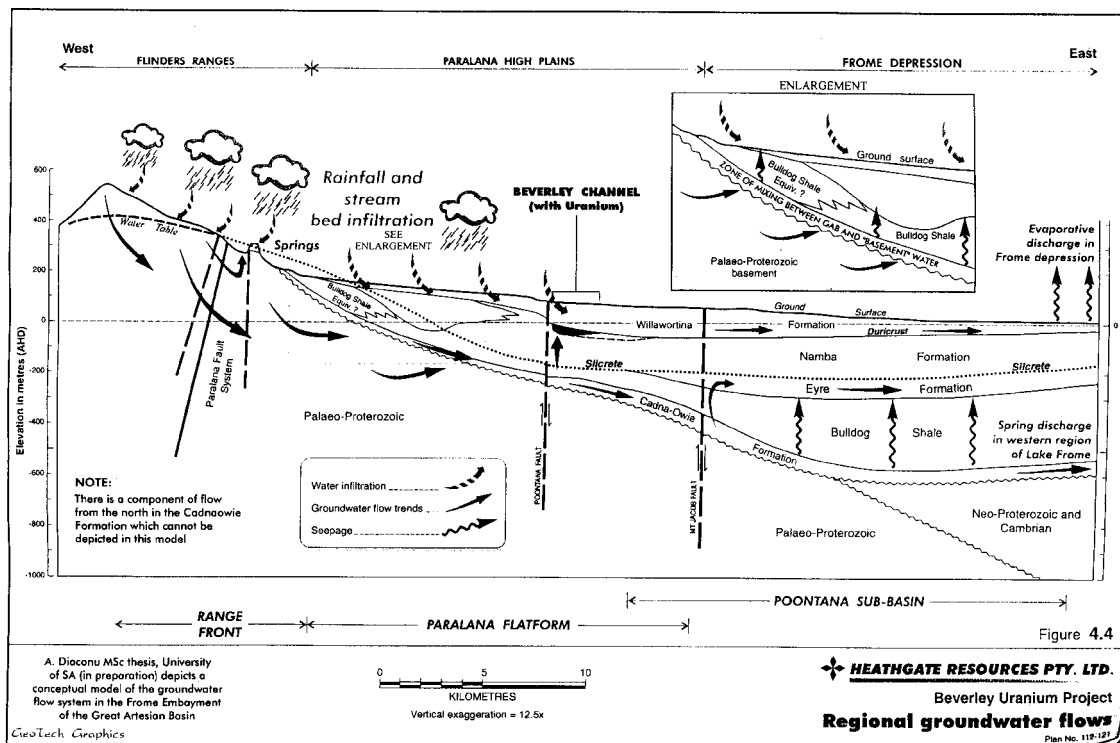 West
East
FLINDERS RANGES
PARALANA HIGH PLAINS
FROME DEPRESSION
ENLARGEMENT
Ground surface
Bulldog Shale
Equiv. ?
ZONE OF MIXING BETWEEN GAB AND "BASEMENT" WATER
Bulldog Shale
Palaeo-Proterozoic
basement
Rainfall and
stream
bed infiltration
SEE
ENLARGEMENT
BEVERLEY CHANNEL
(with Uranium)
Evaporative
discharge in
Frome depression
Elevation in metres (AHD)
600
400
200
0
-200
-400
-600
-800
-1000
0
Water Table
Springs
Paralana Fault
System
Bulldog Shale
Equiv. ?
Ground Surface
Willawortina Formation
Duricrust
Namba Formation
Silcrete
Silcrete
Eyre Formation
Cadna-Owie
Formation
Bulldog Shale
Spring discharge
in western region
of Lake Frome
Palaeo-Proterozoic
POONTANA FAULT
MT JACOB FAULT
Palaeo-Proterozoic
Neo-Proterozoic and
Cambrian
NOTE:
There is a component of flow
from the north in the Cadnaowie
Formation which cannot be
depicted in this model
Water infiltration
Groundwater flow trends
Seepage
RANGE
FRONT
PARALANA FLATFORM
POONTANA SUB-BASIN
Figure 4.4
A. Diaconu MSc thesis, University
of SA (in preparation) depicts a
conceptual model of the groundwater
flow system in the Frome Embayment
of the Great Artesian Basin
GeoTech Graphics
0 5 10
KILOMETRES
Vertical exaggeration = 12.5x
HEATHGATE RESOURCES PTY. LTD.
Beverley Uranium Project
Regional groundwater flows
Plan No. 112-121